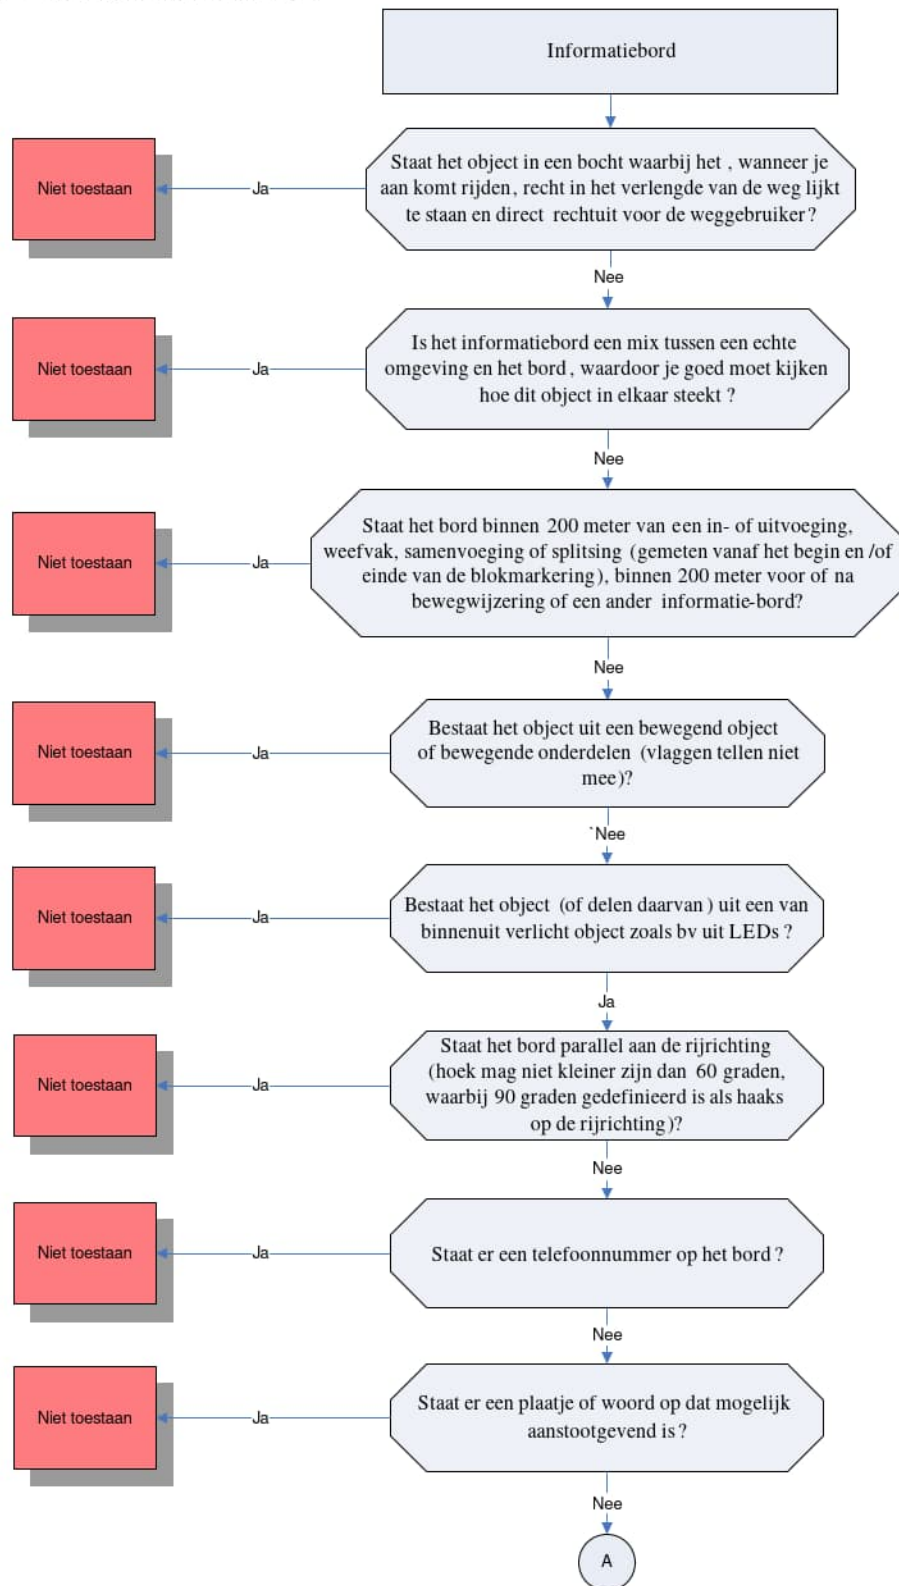 Informatiebord
Staat het object in een bocht waarbij het , wanneer je
aan komt rijden, recht in het verlengde van de weg lijkt
te staan en direct rechtuit voor de weggebruiker?
Niet toestaan
Ja
Nee
Is het informatiebord een mix tussen een echte
omgeving en het bord, waardoor je goed moet kijken
hoe dit object in elkaar steekt ?
Niet toestaan
Ja
Nee
Staat het bord binnen 200 meter van een in- of uitvoeging,
weefvak, samenvoeging of splitsing (gemeten vanaf het begin en /of
einde van de blokmarkering), binnen 200 meter voor of na
bewegwijzering of een ander informatie-bord?
Niet toestaan
Ja
Nee
Bestaat het object uit een bewegend object
of bewegende onderdelen (vlaggen tellen niet
mee)?
Niet toestaan
Ja
`Nee
Bestaat het object (of delen daarvan ) uit een van
binnenuit verlicht object zoals bv uit LEDs ?
Niet toestaan
Ja
Ja
Staat het bord parallel aan de rijrichting
(hoek mag niet kleiner zijn dan 60 graden,
waarbij 90 graden gedefinieerd is als haaks
op de rijrichting)?
Niet toestaan
Ja
Nee
Staat er een telefoonnummer op het bord ?
Niet toestaan
Ja
Nee
Staat er een plaatje of woord op dat mogelijk
aanstootgevend is ?
Niet toestaan
Ja
Nee
A